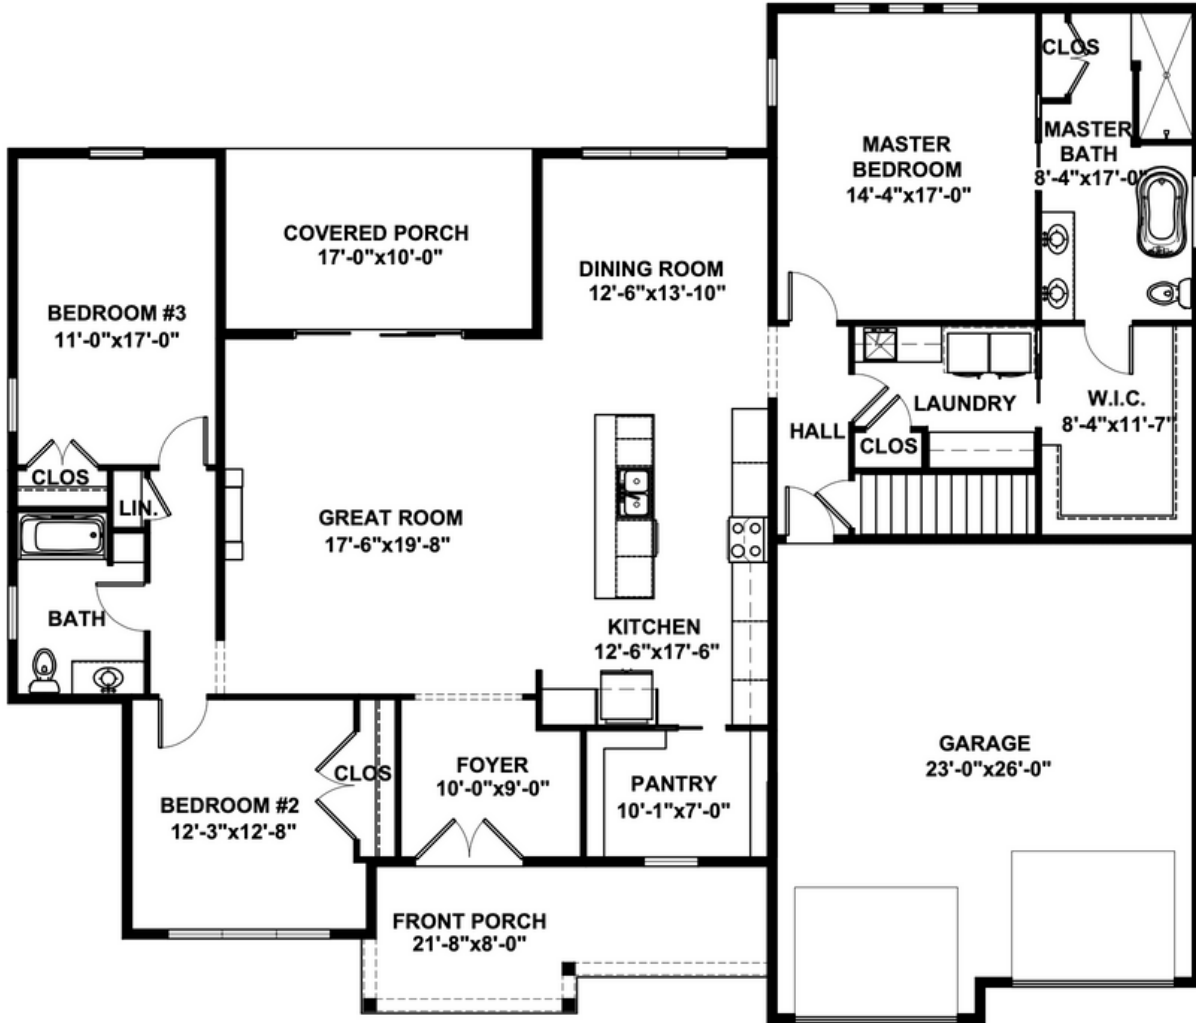 CLOS
MASTER
BEDROOM
14'-4"x17'-0"
MASTER
BATH
8'-4"x17'-0"
COVERED PORCH
17'-0"x10'-0"
DINING ROOM
12'-6"x13'-10"
BEDROOM #3
11'-0"x17'-0"
LAUNDRY
W.I.C.
8'-4"x11'-7"
HALL
CLOS
CLOS
LIN.
GREAT ROOM
17'-6"x19'-8"
BATH
KITCHEN
12'-6"x17'-6"
GARAGE
23'-0"x26'-0"
CLOS
FOYER
10'-0"x9'-0"
PANTRY
10'-1"x7'-0"
BEDROOM #2
12'-3"x12'-8"
FRONT PORCH
21'-8"x8'-0"